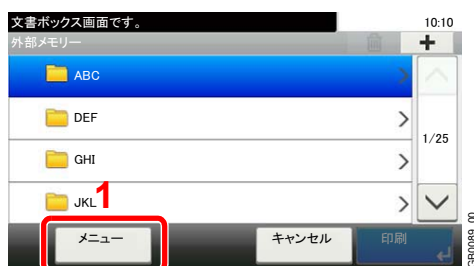 文書ボックス画面です。 10:10
外部メモリー
ABC
DEF
1/25
GHI
JKL
1
メニュー キャンセル 印刷
GB0089_00